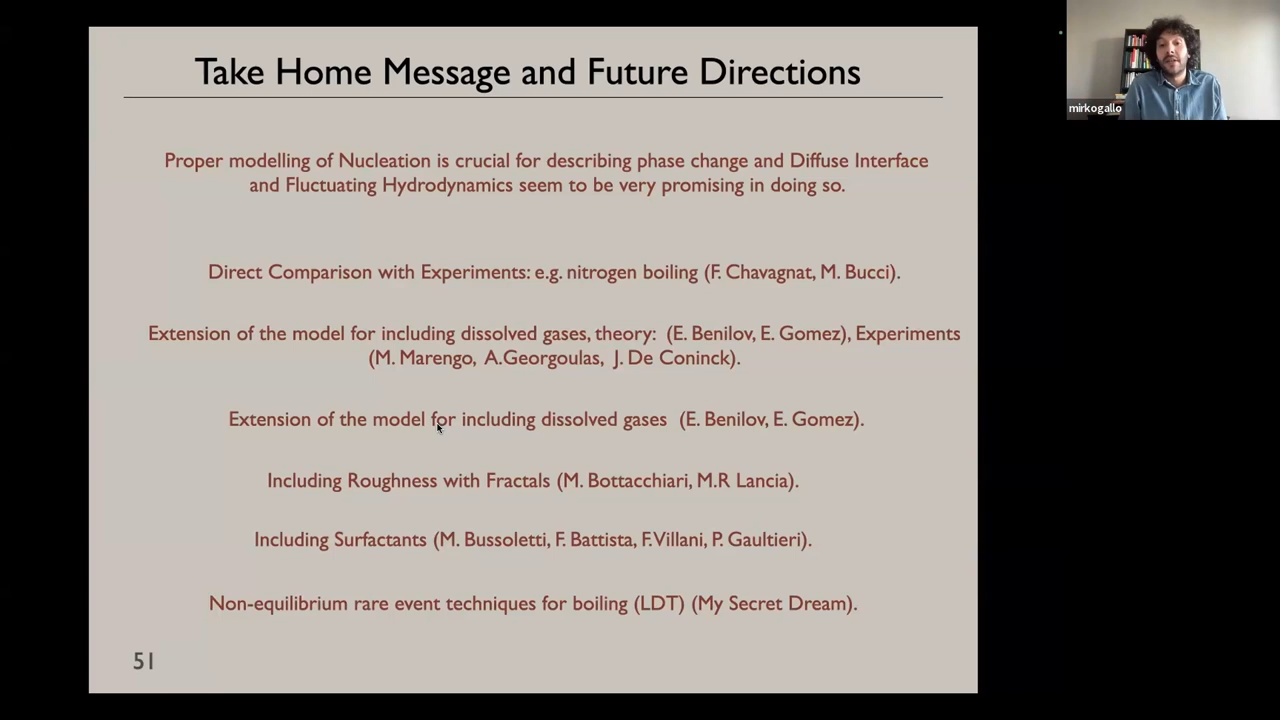 Take Home Message and Future Directions
mirkogallo
Proper modelling of Nucleation is crucial for describing phase change and Diffuse Interface
and Fluctuating Hydrodynamics seem to be very promising in doing so.
Direct Comparison with Experiments: e.g. nitrogen boiling (F. Chavagnat, M. Bucci).
Extension of the model for including dissolved gases, theory: (E. Benilov, E. Gomez), Experiments
(M. Marengo, A.Georgoulas, J. De Coninck).
Extension of the model for including dissolved gases (E. Benilov, E. Gomez).
Including Roughness with Fractals (M. Bottacchiari, M.R Lancia).
Including Surfactants (M. Bussoletti, F. Battista, F.Villani, P. Gaultieri).
Non-equilibrium rare event techniques for boiling (LDT) (My Secret Dream).
51